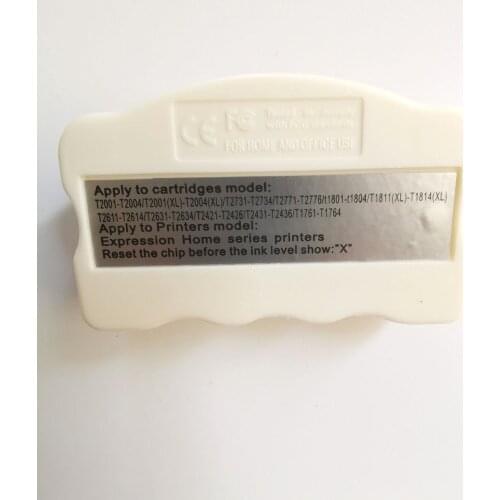 CE FC
FOR HOME AND OFFICE USE
Apply to cartridges model:
T2001-T2004/T2001(XL)-T2004(XL)/T2731-T2734/T2771-T2776/t1801-t1804/T1811(XL)-T1814(XL)
T2611-T2614/T2631-T2634/T2421-T2426/T2431-T2436/T1761-T1764
Apply to Printers model:
Expression Home series printers
Reset the chip before the ink level show:"X"